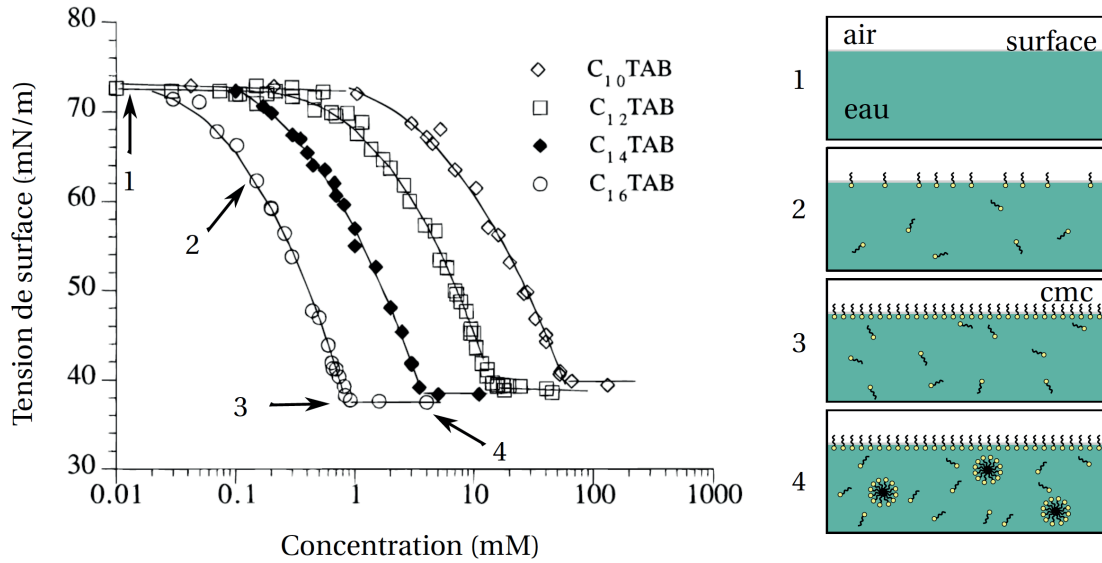 Tension de surface (mN/m)
80
70
60
50
40
30
0.01 0.1 1 10 100 1000
Concentration (mM)
C10TAB
C12TAB
C14TAB
C16TAB
1
2
3
4
1
air
surface
eau
2
3
cmc
4